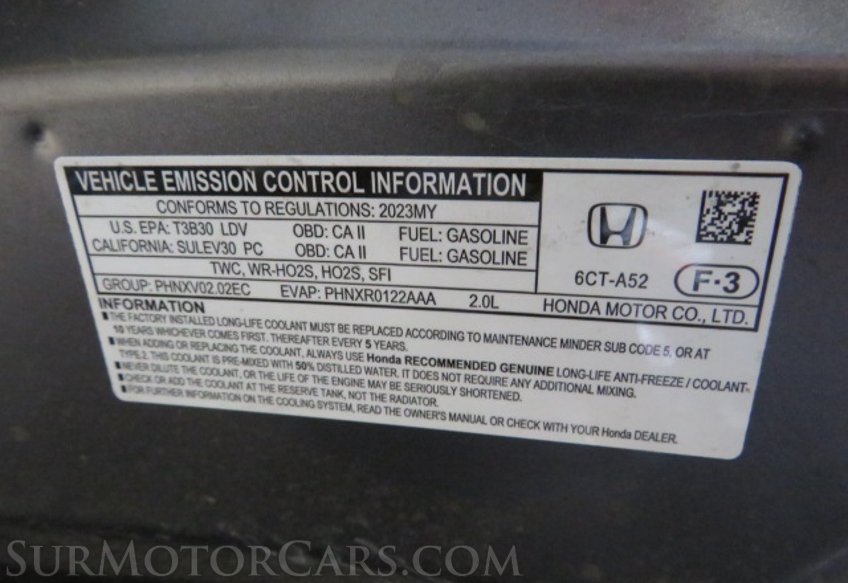 VEHICLE EMISSION CONTROL INFORMATION
CONFORMS TO REGULATIONS: 2023MY
U.S. EPA: T3B30 LDV OBD: CA II FUEL: GASOLINE
CALIFORNIA: SULEV30 PC OBD: CA II FUEL: GASOLINE
TWC, WR-HO2S, HO2S, SFI
GROUP: PHNXV02.02EC EVAP: PHNXR0122AAA 2.0L
6CT-A52 F-3
HONDA MOTOR CO., LTD.
INFORMATION
■THE FACTORY INSTALLED LONG-LIFE COOLANT MUST BE REPLACED ACCORDING TO MAINTENANCE MINDER SUB CODE 5, OR AT
10 YEARS WHICHEVER COMES FIRST. THEREAFTER EVERY 5 YEARS.
■WHEN ADDING OR REPLACING THE COOLANT, ALWAYS USE Honda RECOMMENDED GENUINE LONG-LIFE ANTI-FREEZE / COOLANT-
TYPE 2. THIS COOLANT IS PRE-MIXED WITH 50% DISTILLED WATER. IT DOES NOT REQUIRE ANY ADDITIONAL MIXING.
■NEVER DILUTE THE COOLANT, OR THE LIFE OF THE ENGINE MAY BE SERIOUSLY SHORTENED.
■CHECK OR ADD THE COOLANT AT THE RESERVE TANK, NOT THE RADIATOR.
■FOR FURTHER INFORMATION ON THE COOLING SYSTEM, READ THE OWNER'S MANUAL OR CHECK WITH YOUR Honda DEALER.
SURMOTORCARS.COM